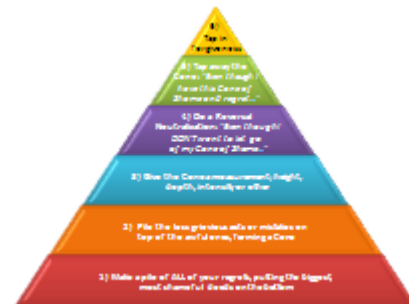 Tap in
Forgiveness
Tap away the
Cone: "Even though I
have this Cone of
Shame and regret..."
Do a Reversal
Neutralization: "Even though I
DON'T want to let go
of my Cone of Shame..."
3) Give the Cone measurement, height,
depth, intensity or other
2) Pile the less grievous acts or mistakes on
top of the awful ones, forming a Cone
1) Make a pile of ALL of your regrets, putting the biggest,
most shameful deeds on the bottom